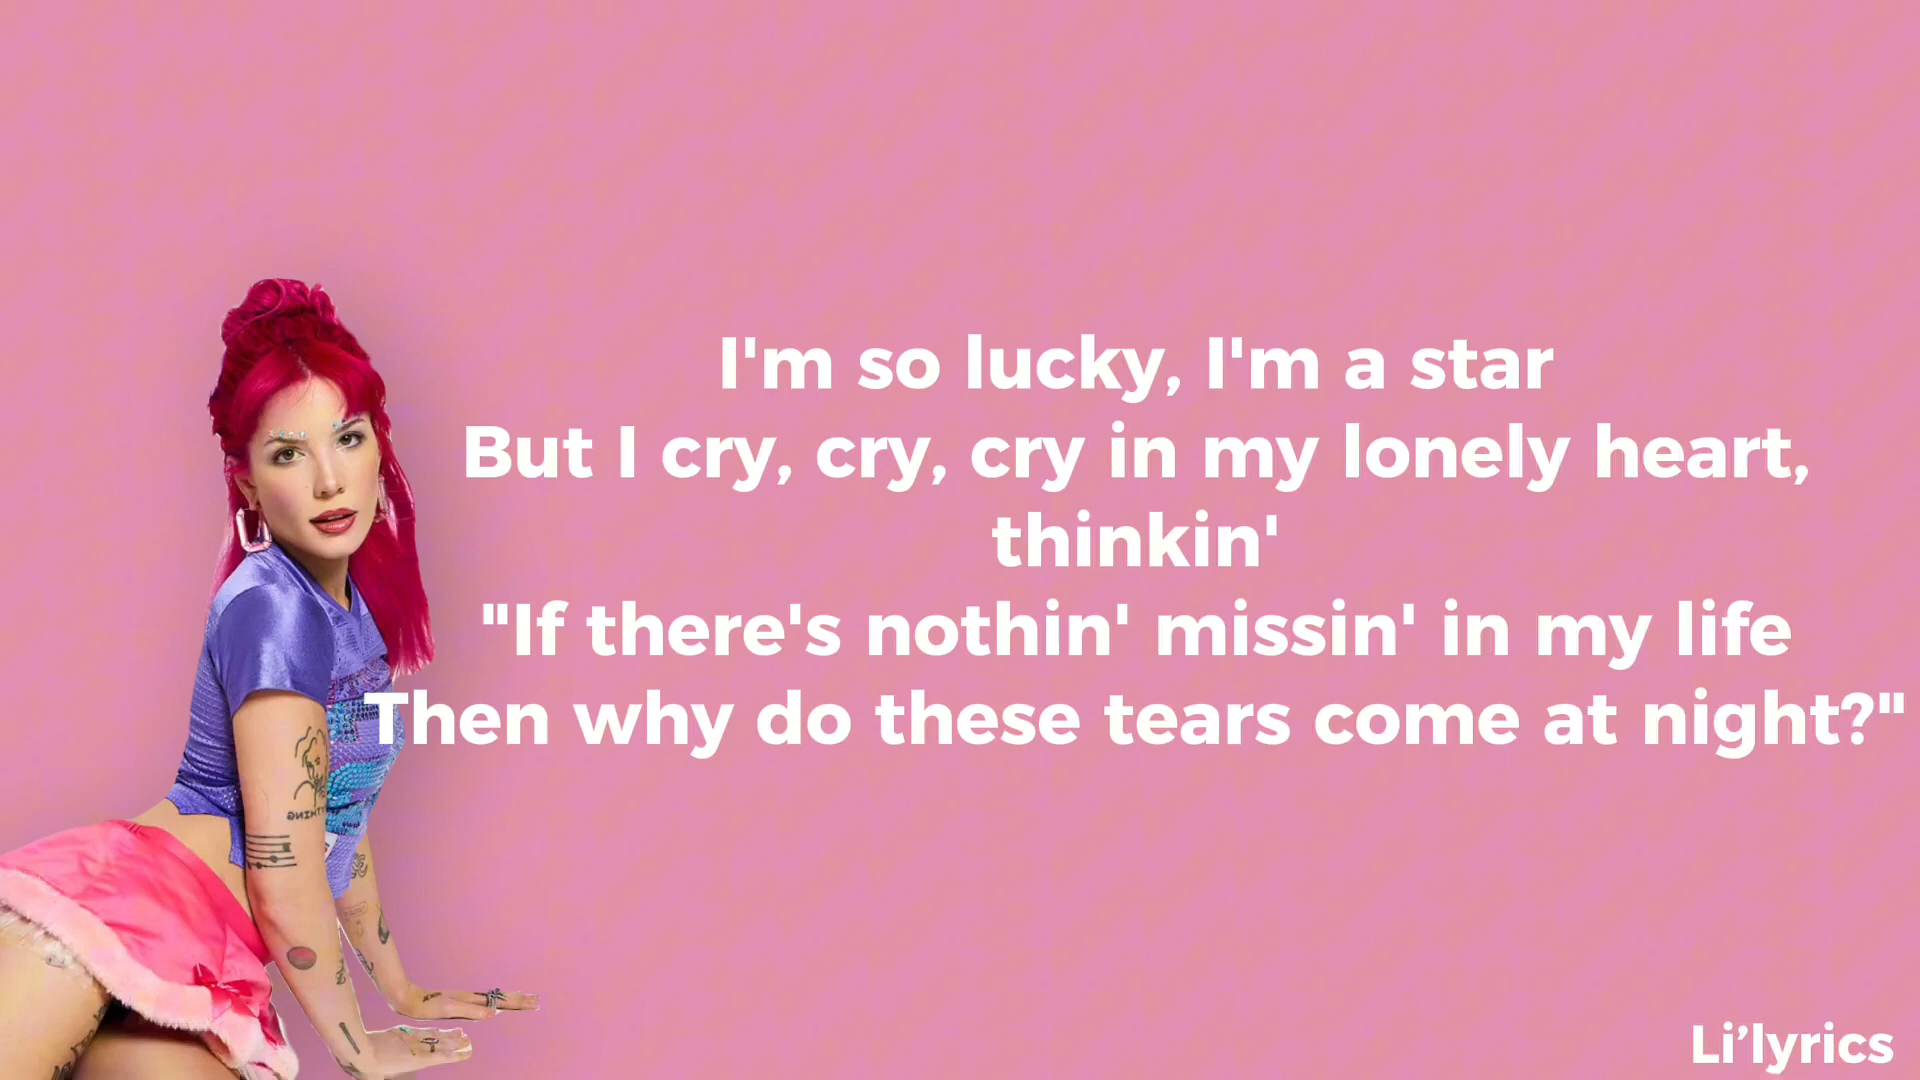 I'm so lucky, I'm a star
But I cry, cry, cry in my lonely heart,
thinkin'
"If there's nothin' missin' in my life
Then why do these tears come at night?"
Li’lyrics